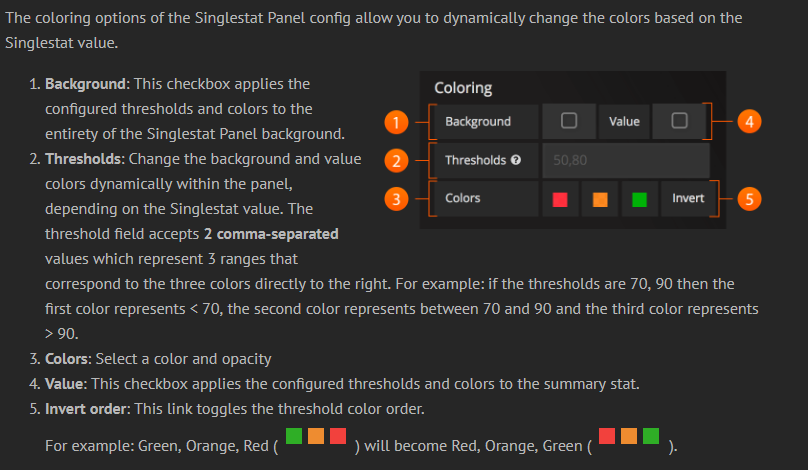 The coloring options of the Singlestat Panel config allow you to dynamically change the colors based on the
Singlestat value.
1. Background: This checkbox applies the
configured thresholds and colors to the
entirety of the Singlestat Panel background.
2. Thresholds: Change the background and value
colors dynamically within the panel,
depending on the Singlestat value. The
threshold field accepts 2 comma-separated
values which represent 3 ranges that
correspond to the three colors directly to the right. For example: if the thresholds are 70, 90 then the
first color represents < 70, the second color represents between 70 and 90 and the third color represents
> 90.
3. Colors: Select a color and opacity
4. Value: This checkbox applies the configured thresholds and colors to the summary stat.
5. Invert order: This link toggles the threshold color order.
For example: Green, Orange, Red ( ) will become Red, Orange, Green ( ).
Coloring
1 Background Value 4
2 Thresholds ? 50,80
3 Colors Invert 5